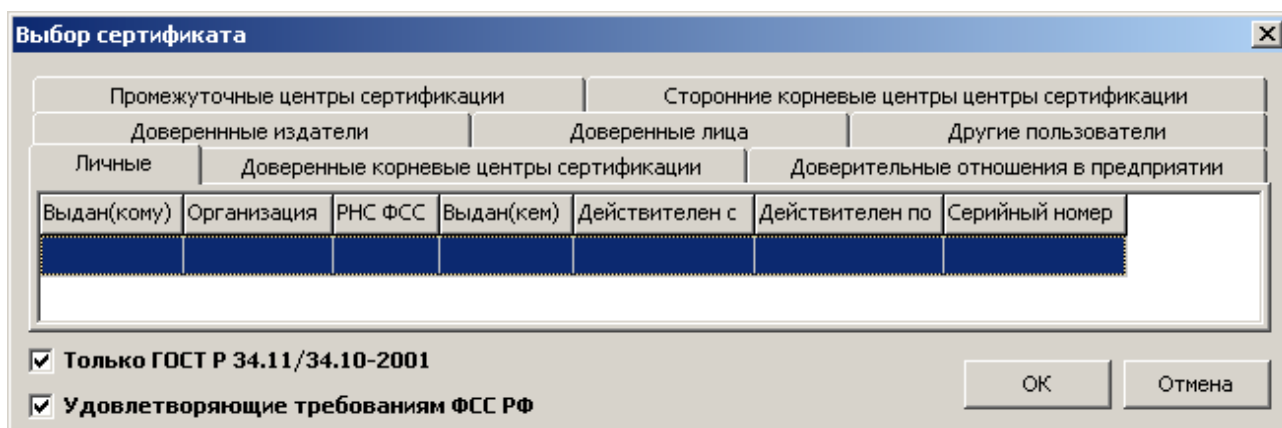 Выбор сертификата
Промежуточные центры сертификации Сторонние корневые центры центры сертификации
Довереннные издатели Доверенные лица Другие пользователи
Личные Доверенные корневые центры сертификации Доверительные отношения в предприятии
Выдан(кому) Организация РНС ФСС Выдан(кем) Действителен с Действителен по Серийный номер
Только ГОСТ Р 34.11/34.10-2001
Удовлетворяющие требованиям ФСС РФ
ОК Отмена